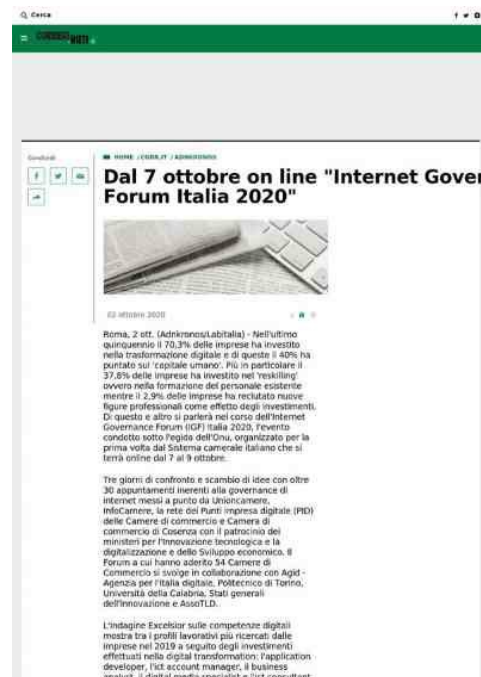 Cerca
Condividi
HOME / CORR.IT / ADNKRONOS
Dal 7 ottobre on line "Internet Gover
Forum Italia 2020"
02 ottobre 2020
Roma, 2 ott. (Adnkronos/Labitalia) - Nell'ultimo
quinquennio il 70,3% delle imprese ha investito
nella trasformazione digitale e di queste il 40% ha
puntato sul 'capitale umano'. Più in particolare il
37,8% delle imprese ha investito nel 'reskilling'
ovvero nella formazione del personale esistente
mentre il 2,9% delle imprese ha reclutato nuove
figure professionali come effetto degli investimenti.
Di questo e altro si parlerà nel corso dell'Internet
Governance Forum (IGF) Italia 2020, l'evento
condotto sotto l'egida dell'Onu, organizzato per la
prima volta dal Sistema camerale italiano che si
terrà online dal 7 al 9 ottobre.
Tre giorni di confronto e scambio di idee con oltre
30 appuntamenti inerenti alla governance di
internet messi a punto da Unioncamere,
InfoCamere, la rete dei Punti impresa digitale (PID)
delle Camere di commercio e Camera di
commercio di Cosenza con il patrocinio dei
ministeri per l'Innovazione tecnologica e la
digitalizzazione e dello Sviluppo economico. Il
Forum a cui hanno aderito 54 Camere di
Commercio si svolge in collaborazione con Agid -
Agenzia per l'Italia digitale, Politecnico di Torino,
Università della Calabria, Stati generali
dell'innovazione e AssoTLD.
L'indagine Excelsior sulle competenze digitali
mostra tra i profili lavorativi più ricercati dalle
imprese nel 2019 a seguito degli investimenti
effettuati nella digital transformation: l'application
developer, l'ict account manager, il business
analyst, il digital media specialist e l'ict consultant